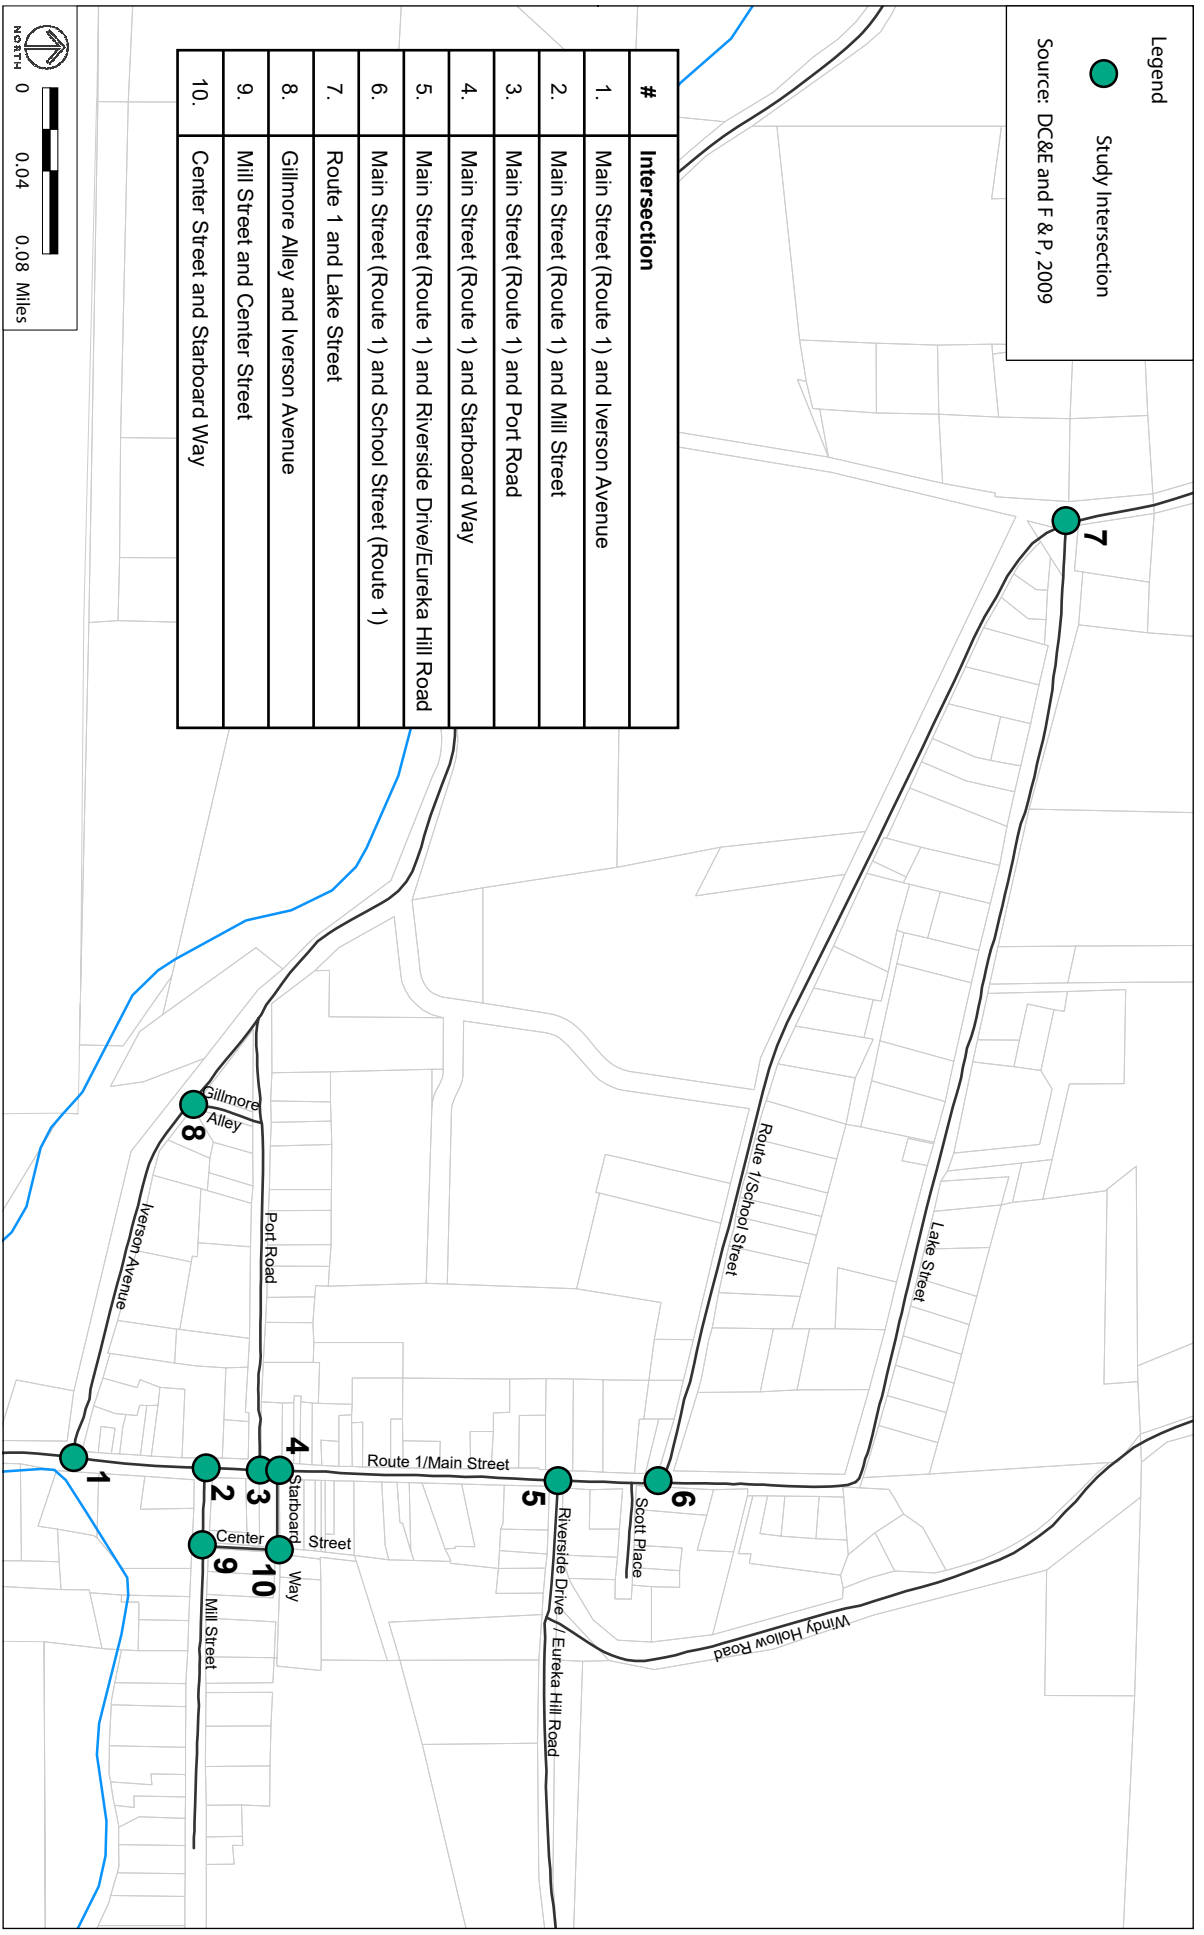 Legend
Study Intersection
Source: DC&E and F & P, 2009
# Intersection
1. Main Street (Route 1) and Iverson Avenue
2. Main Street (Route 1) and Mill Street
3. Main Street (Route 1) and Port Road
4. Main Street (Route 1) and Starboard Way
5. Main Street (Route 1) and Riverside Drive/Eureka Hill Road
6. Main Street (Route 1) and School Street (Route 1)
7. Route 1 and Lake Street
8. Gillmore Alley and Iverson Avenue
9. Mill Street and Center Street
10. Center Street and Starboard Way
NORTH
0 0.04 0.08 Miles
7
Route 1/School Street
Lake Street
Gillmore
Alley
8
Iverson Avenue
Port Road
1
2
3
4
Route 1/Main Street
5
6
Scott Place
Starboard
Way
Center
Street
9
10
Mill Street
Riverside Drive / Eureka Hill Road
Windy Hollow Road